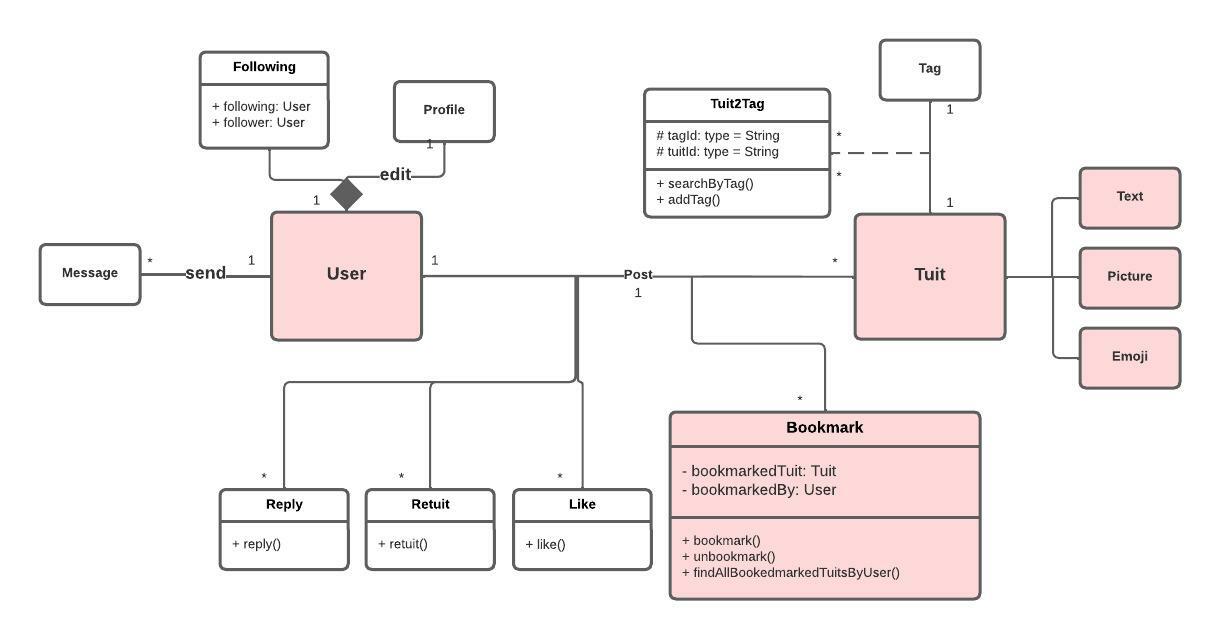 Following
+ following: User
+ follower: User
Profile
1
edit
1
Tag
1
Tuit2Tag
# tagId: type = String
# tuitId: type = String
+ searchByTag()
+ addTag()
*
*
1
Message
*
send
1
User
1
Post
1
*
Tuit
Text
Picture
Emoji
*
Reply
+ reply()
*
Retuit
+ retuit()
*
Like
+ like()
*
Bookmark
- bookmarkedTuit: Tuit
- bookmarkedBy: User
+ bookmark()
+ unbookmark()
+ findAllBookedmarkedTuitsByUser()